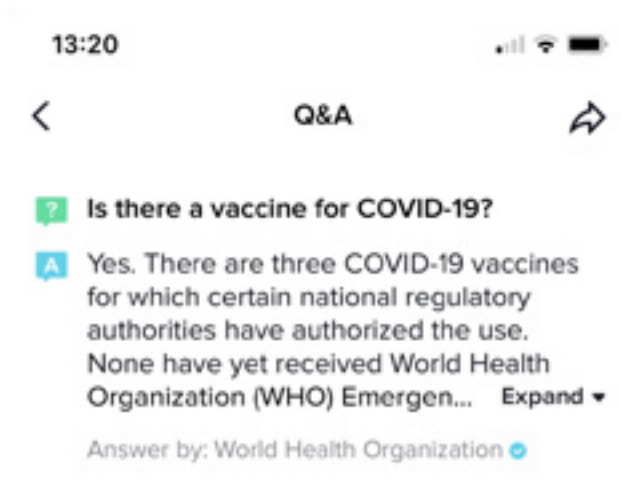 13:20
Q&A
? Is there a vaccine for COVID-19?
A Yes. There are three COVID-19 vaccines
for which certain national regulatory
authorities have authorized the use.
None have yet received World Health
Organization (WHO) Emergen... Expand
Answer by: World Health Organization